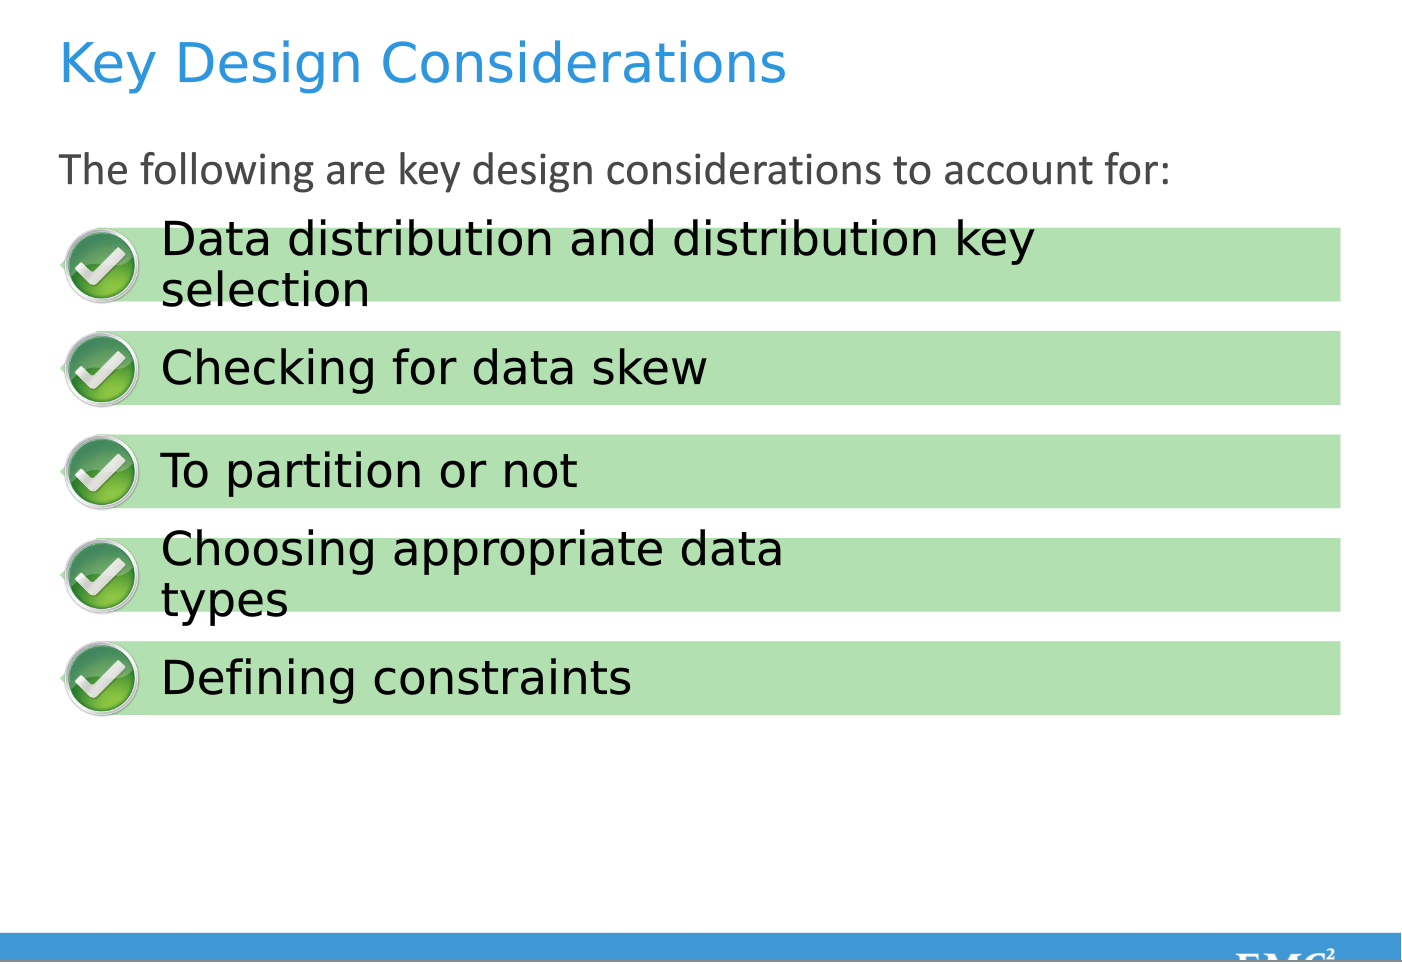 Key Design Considerations
The following are key design considerations to account for:
Data distribution and distribution key
selection
Checking for data skew
To partition or not
Choosing appropriate data
types
Defining constraints
EMC²